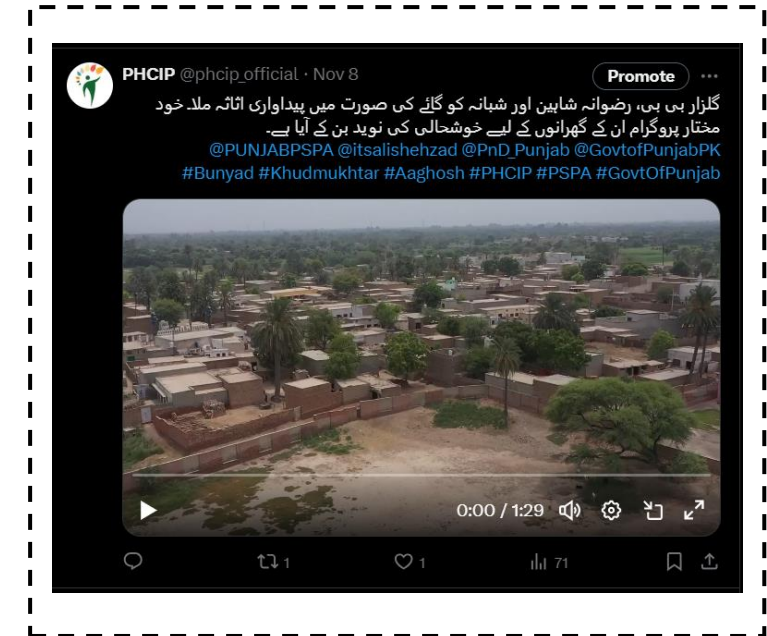 PHCIP @phcip_official · Nov 8
Promote
گلزار بی بی، رضوانہ شاہین اور شبانہ کو گائے کی صورت میں پیداواری اثاثہ ملا۔ خود
مختار پروگرام ان کے گھرانوں کے لیے خوشحالی کی نوید بن کے آیا ہے۔
@PUNJABPSPA @itsalishehzad @PnD_Punjab @GovtofPunjabPK
#Bunyad #Khudmukhtar #Aaghosh #PHCIP #PSPA #GovtOfPunjab
0:00 / 1:29
1
1
71